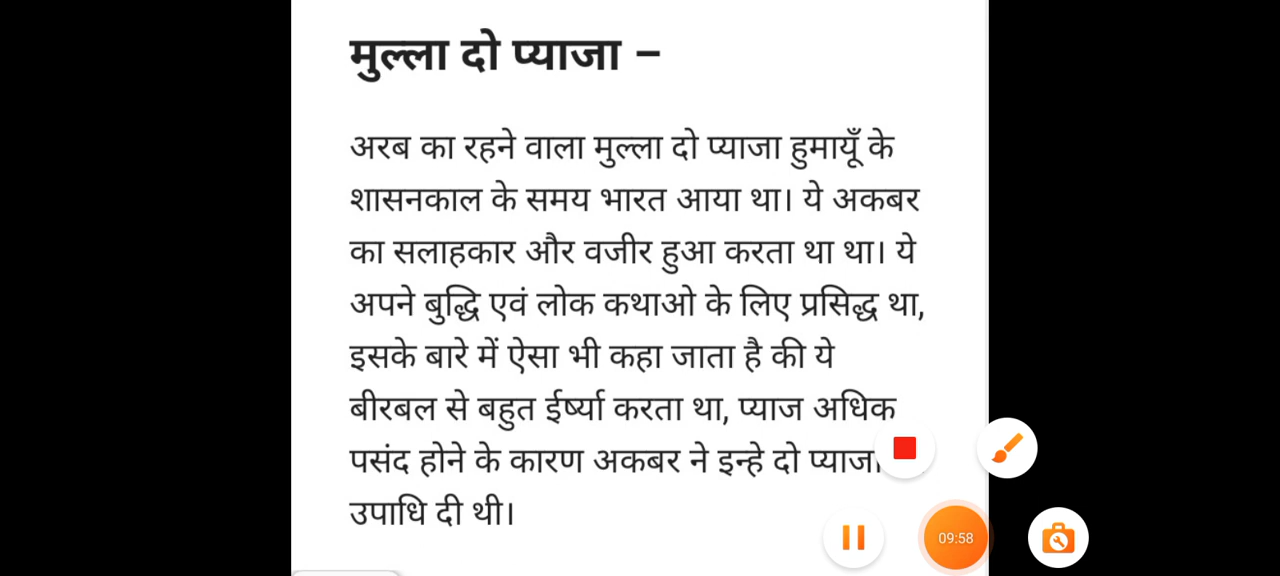 मुल्ला दो प्याजा –
अरब का रहने वाला मुल्ला दो प्याजा हुमायूँ के
शासनकाल के समय भारत आया था। ये अकबर
का सलाहकार और वजीर हुआ करता था था। ये
अपने बुद्धि एवं लोक कथाओ के लिए प्रसिद्ध था,
इसके बारे में ऐसा भी कहा जाता है की ये
बीरबल से बहुत ईर्ष्या करता था, प्याज अधिक
पसंद होने के कारण अकबर ने इन्हे दो प्याजा
उपाधि दी थी।
09:58